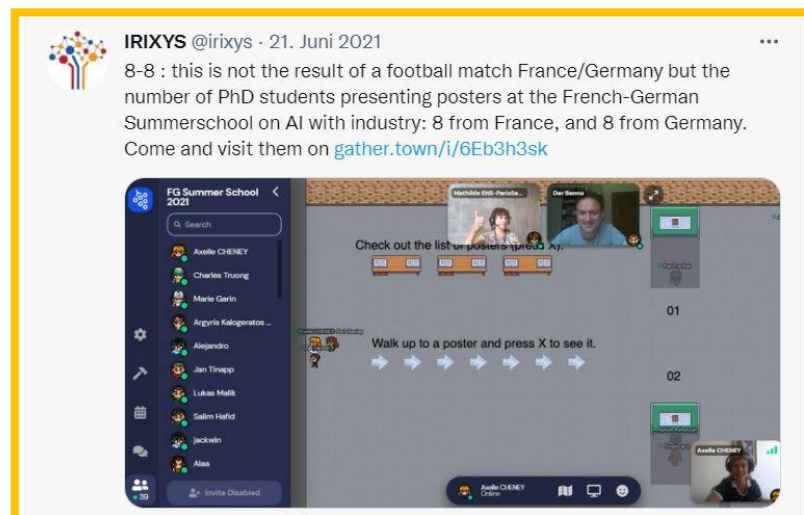 IRIXYS @irixys · 21. Juni 2021
8-8 : this is not the result of a football match France/Germany but the
number of PhD students presenting posters at the French-German
Summerschool on AI with industry: 8 from France, and 8 from Germany.
Come and visit them on gather.town/i/6Eb3h3sk
FG Summer School
2021
Search
Axelle CHENEY
Charles Truong
Marie Garin
Argyris Kalogeratos ...
Alejandro
Jan Tinapp
Lukas Malik
Salim Hafid
jackwin
Alaa
39
Invite Disabled
Der Benno
Check out the list of posters (press X).
01
Walk up to a poster and press X to see it.
02
Axelle CHENEY
Axelle CHENEY
Online